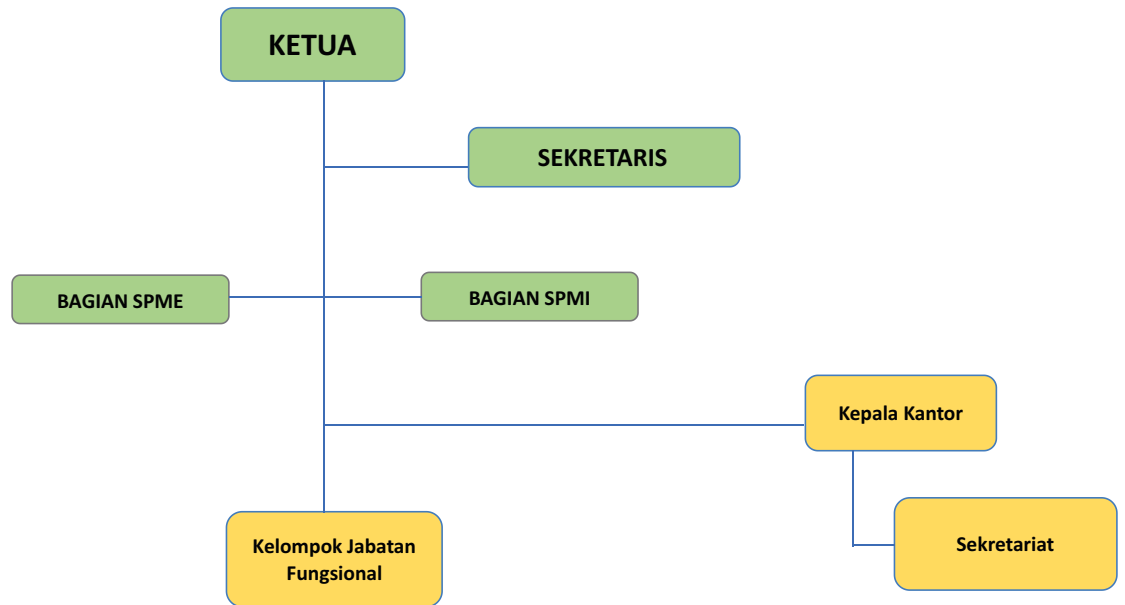 KETUA
SEKRETARIS
BAGIAN SPME
BAGIAN SPMI
Kepala Kantor
Kelompok Jabatan
Fungsional
Sekretariat